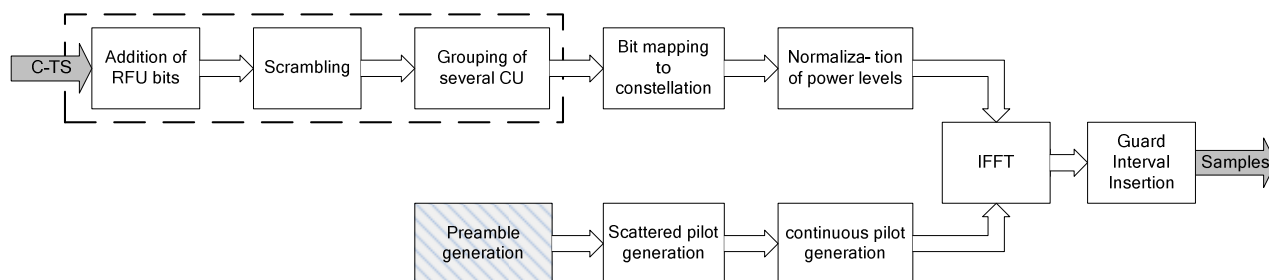 C-TS
Addition of
RFU bits
Scrambling
Grouping of
several CU
Bit mapping
to
constellation
Normaliza- tion
of power levels
IFFT
Guard
Interval
Insertion
Samples
Preamble
generation
Scattered pilot
generation
continuous pilot
generation